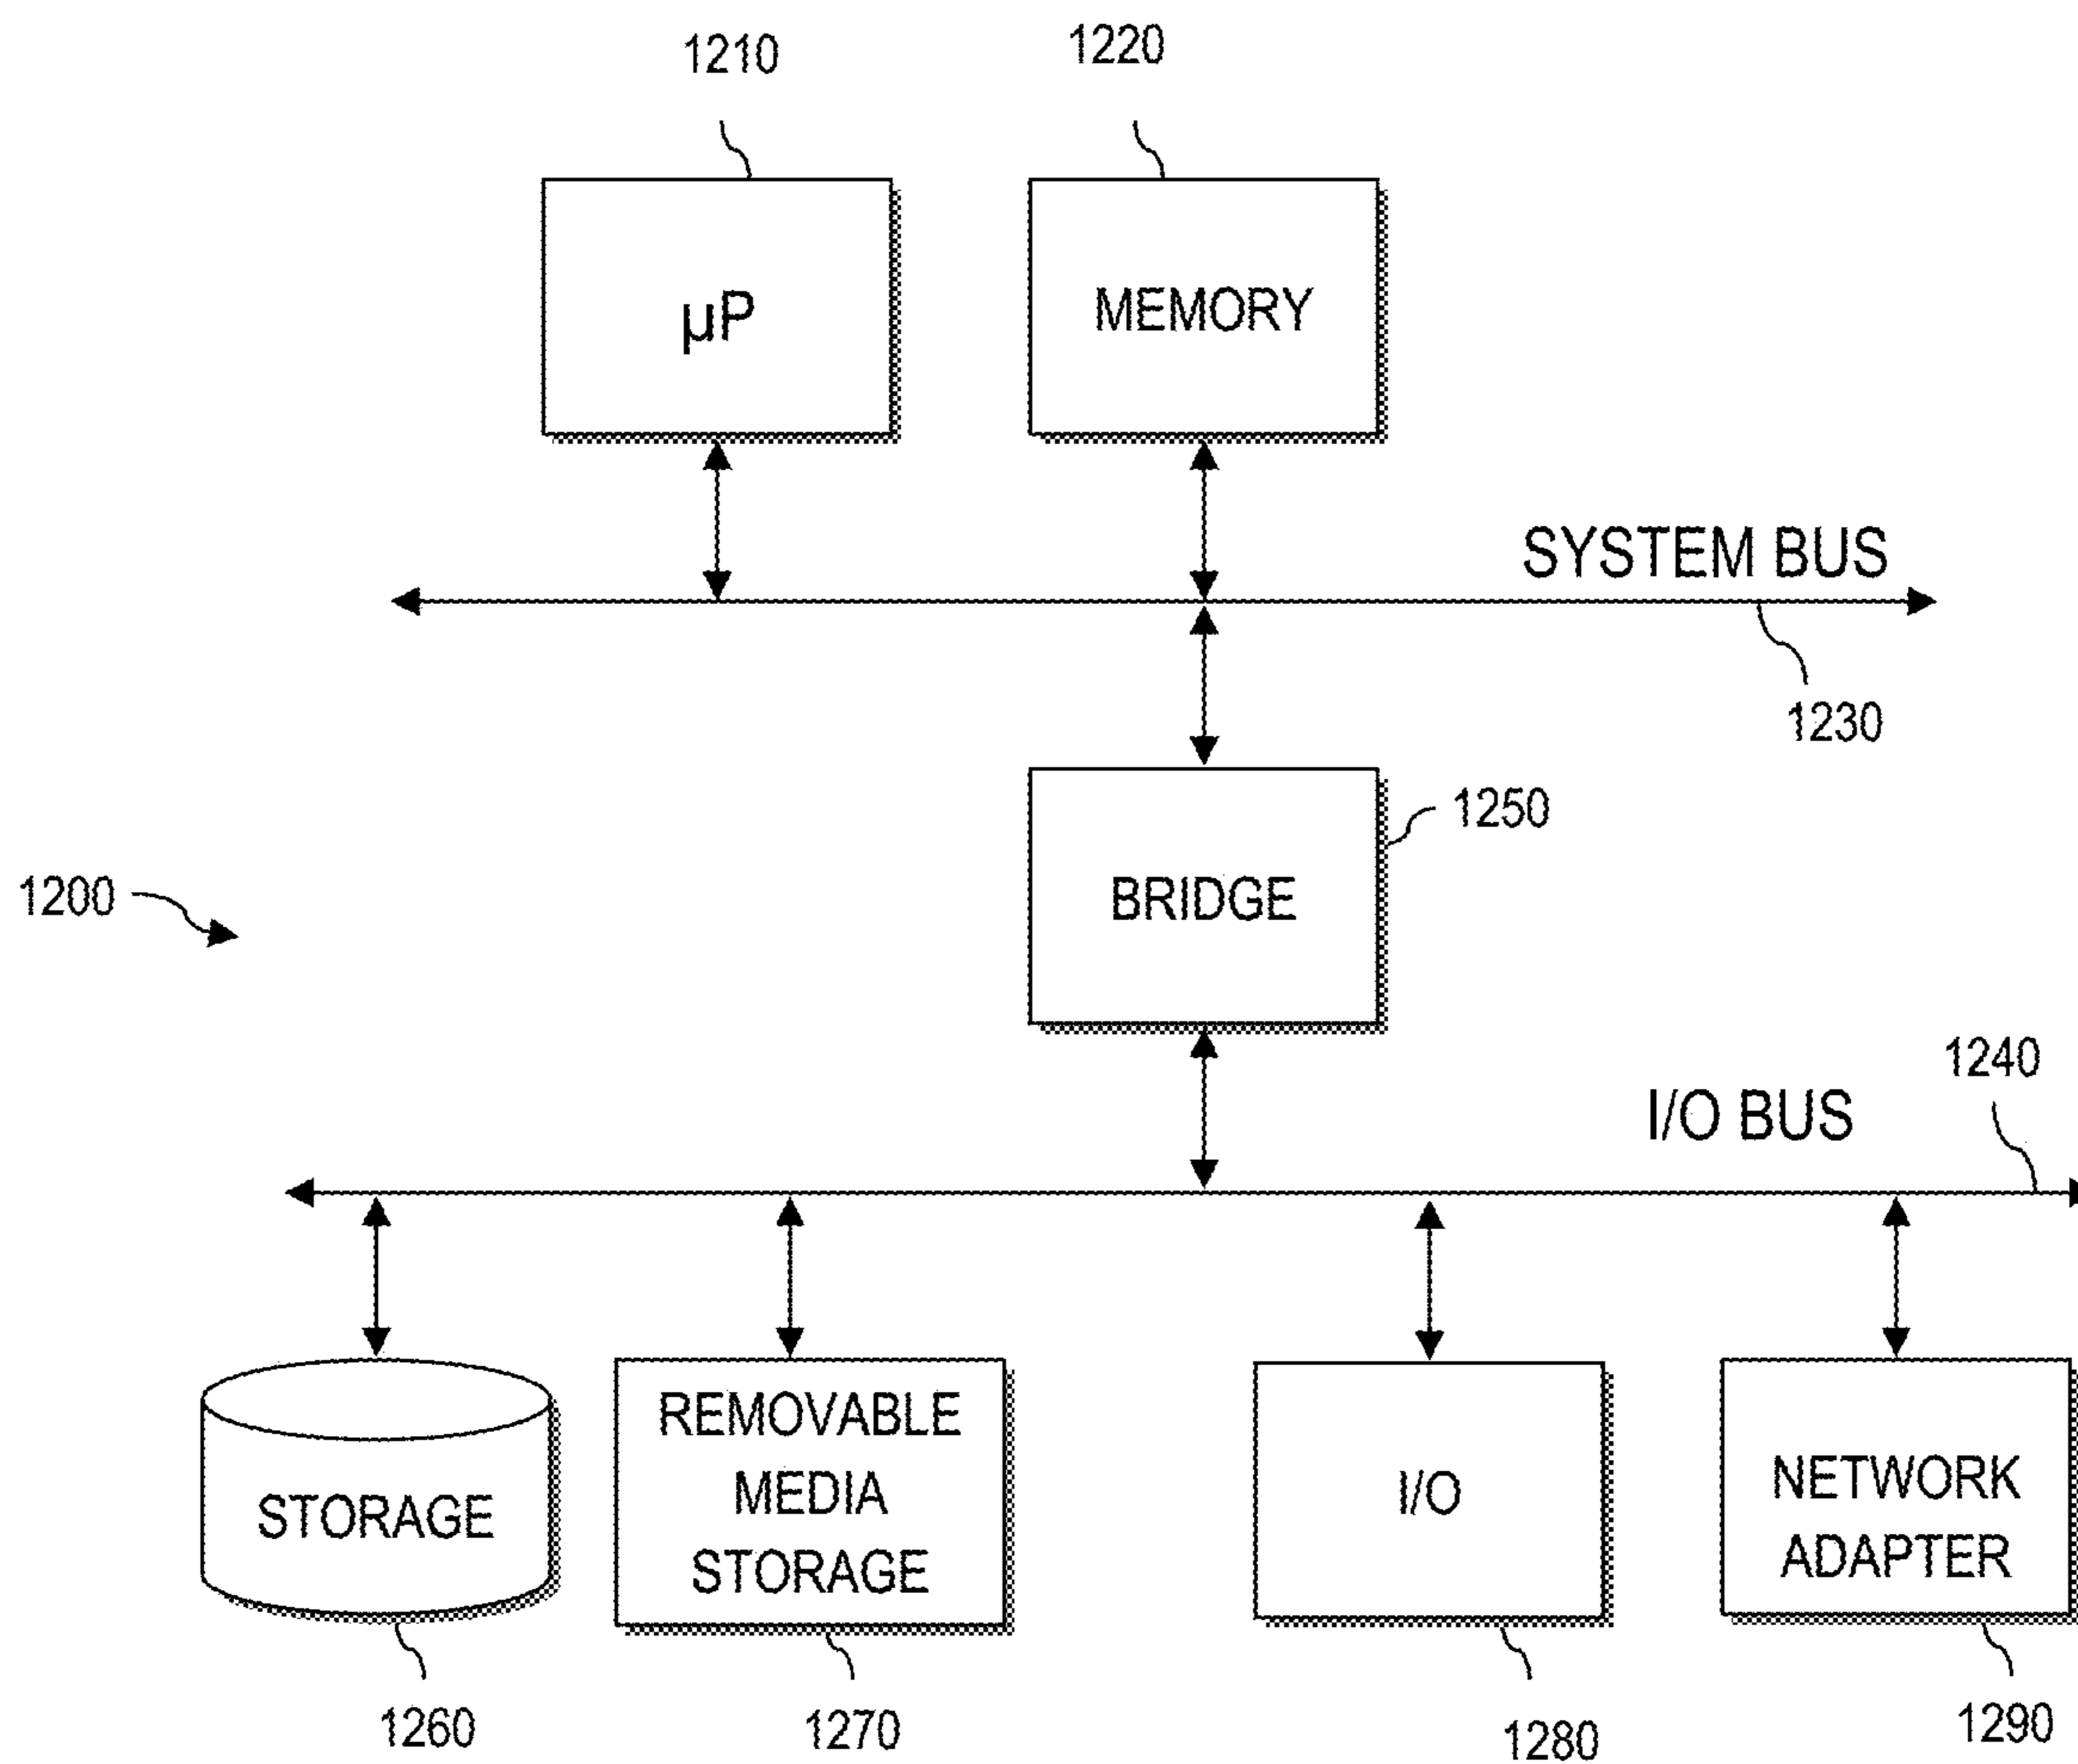 1210
1220
µP
MEMORY
SYSTEM BUS
1230
1250
BRIDGE
1200
1240
I/O BUS
STORAGE
REMOVABLE
MEDIA
STORAGE
I/O
NETWORK
ADAPTER
1260
1270
1280
1290